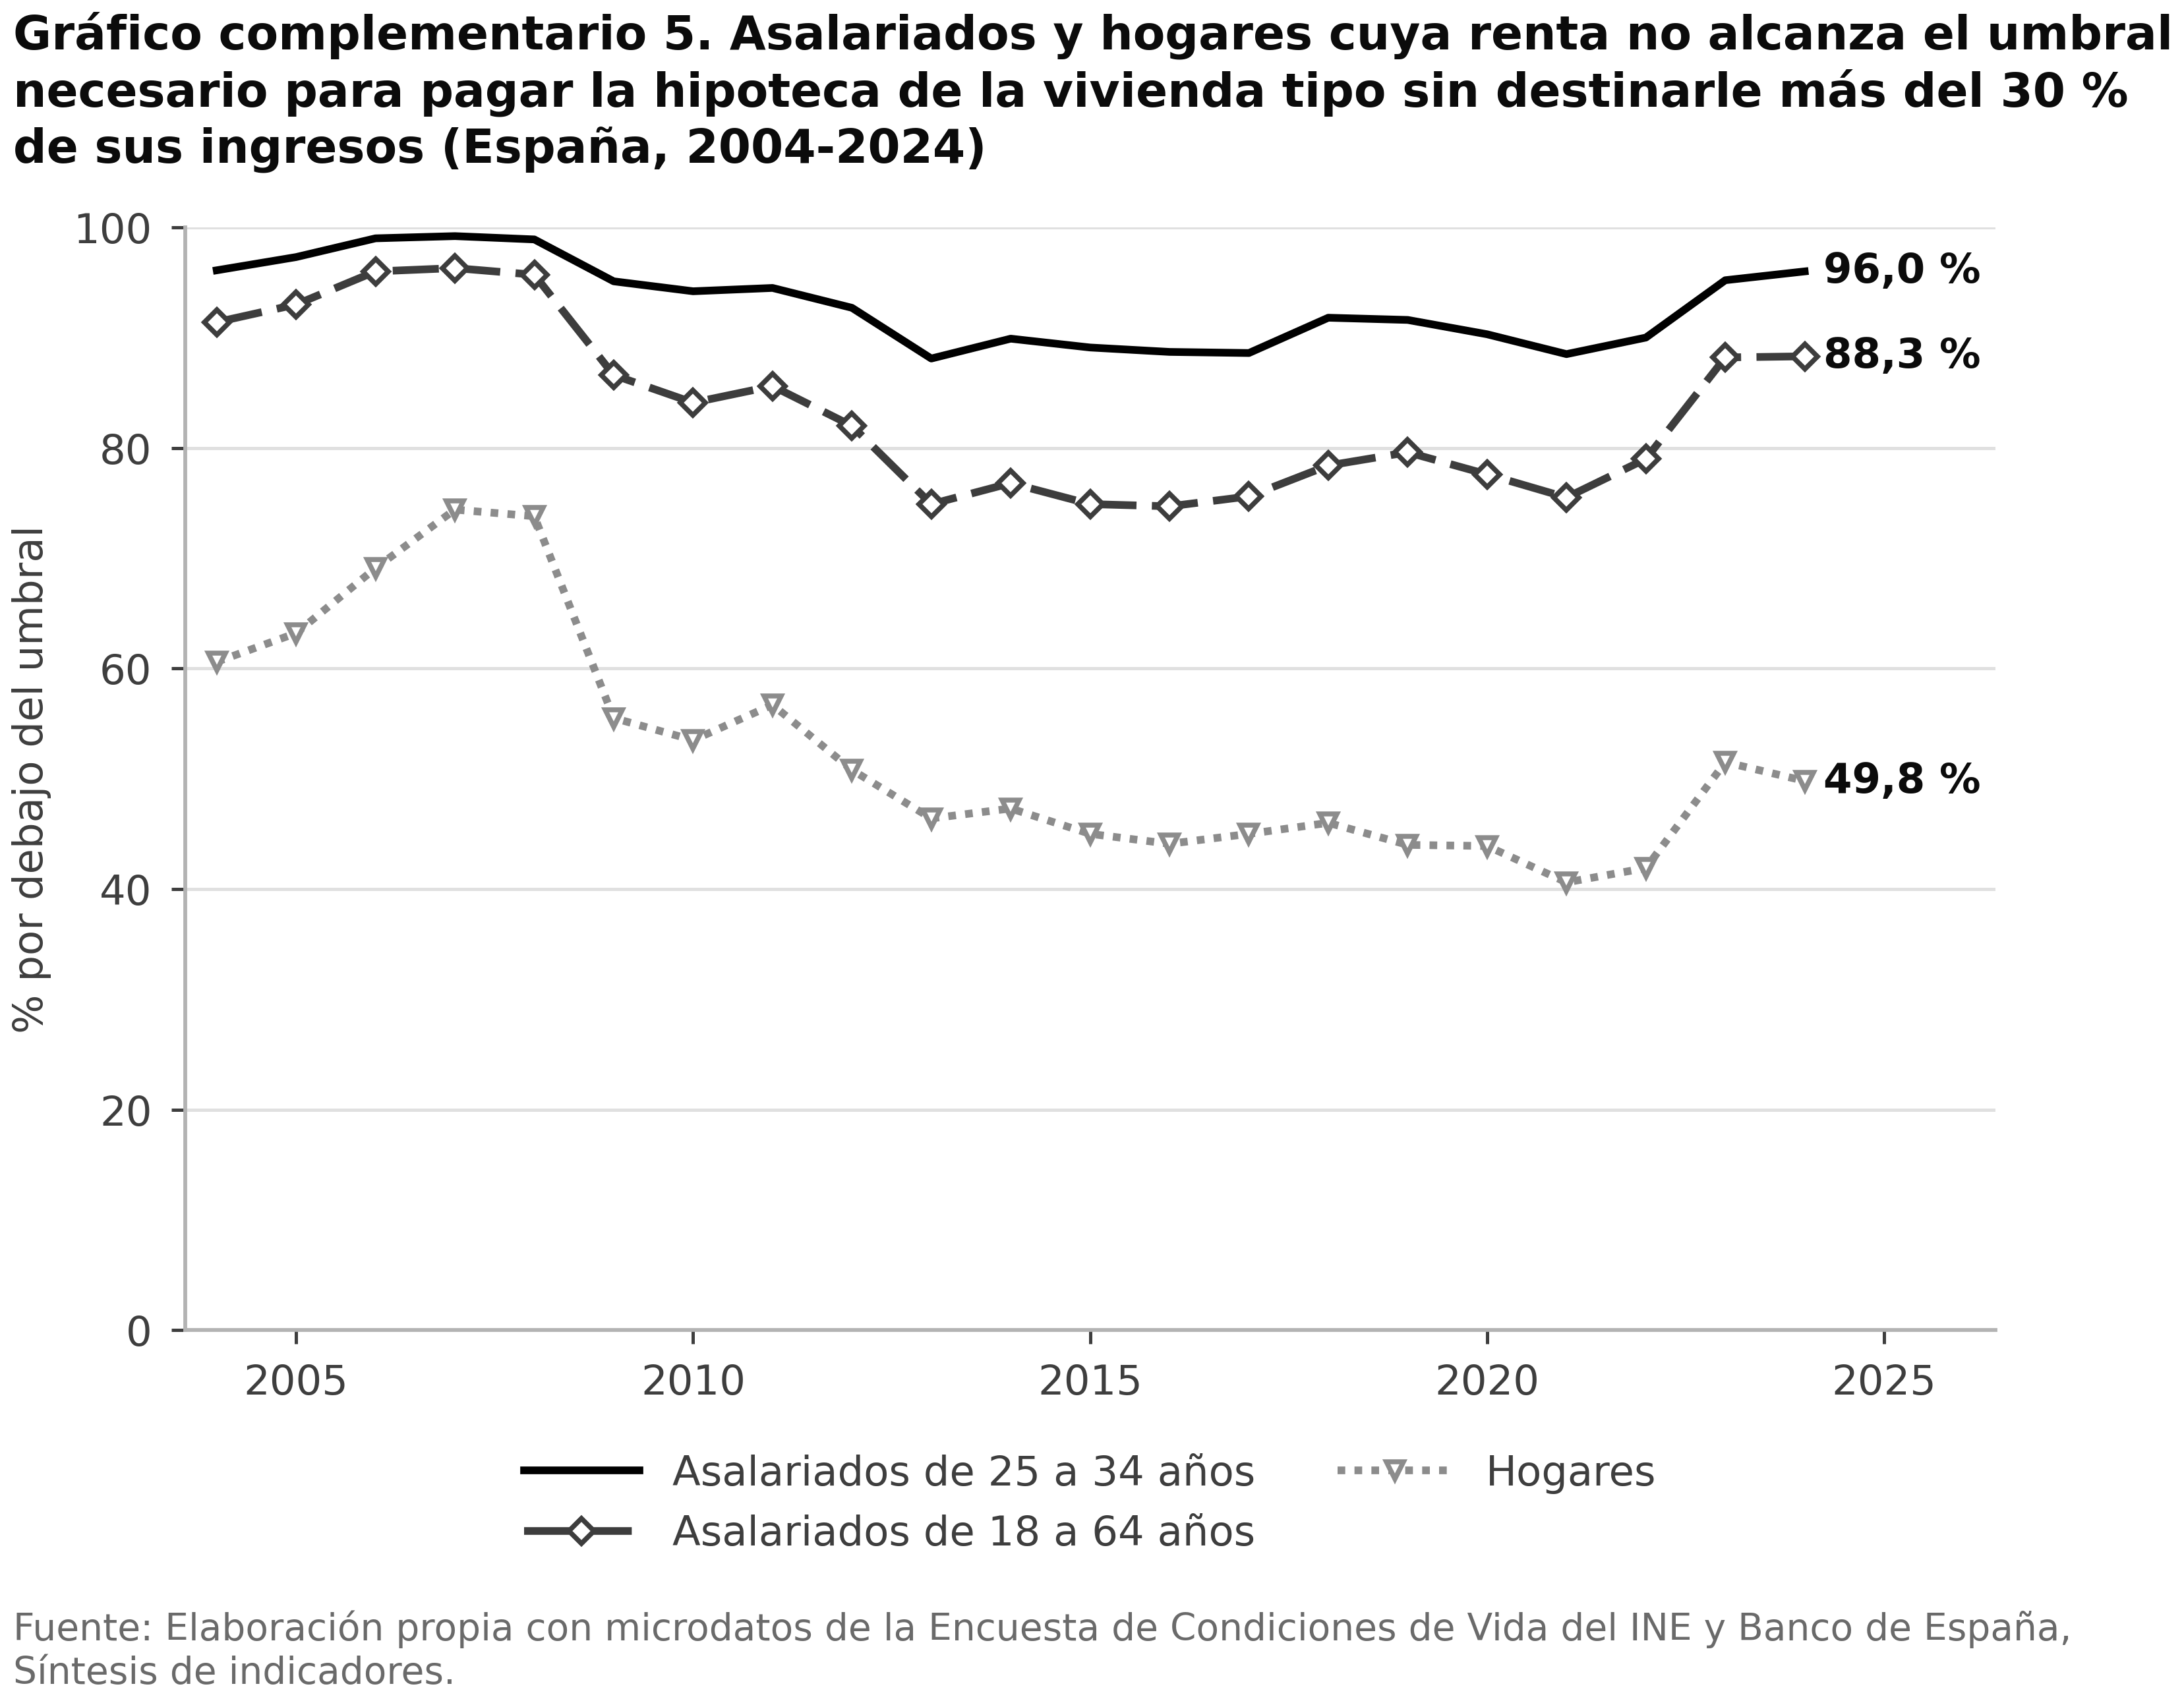 Gráfico complementario 5. Asalariados y hogares cuya renta no alcanza el umbral
necesario para pagar la hipoteca de la vivienda tipo sin destinarle más del 30 %
de sus ingresos (España, 2004-2024)
% por debajo del umbral
100
80
60
40
20
0
96,0 %
88,3 %
49,8 %
2005
2010
2015
2020
2025
Asalariados de 25 a 34 años
Asalariados de 18 a 64 años
Hogares
Fuente: Elaboración propia con microdatos de la Encuesta de Condiciones de Vida del INE y Banco de España,
Síntesis de indicadores.